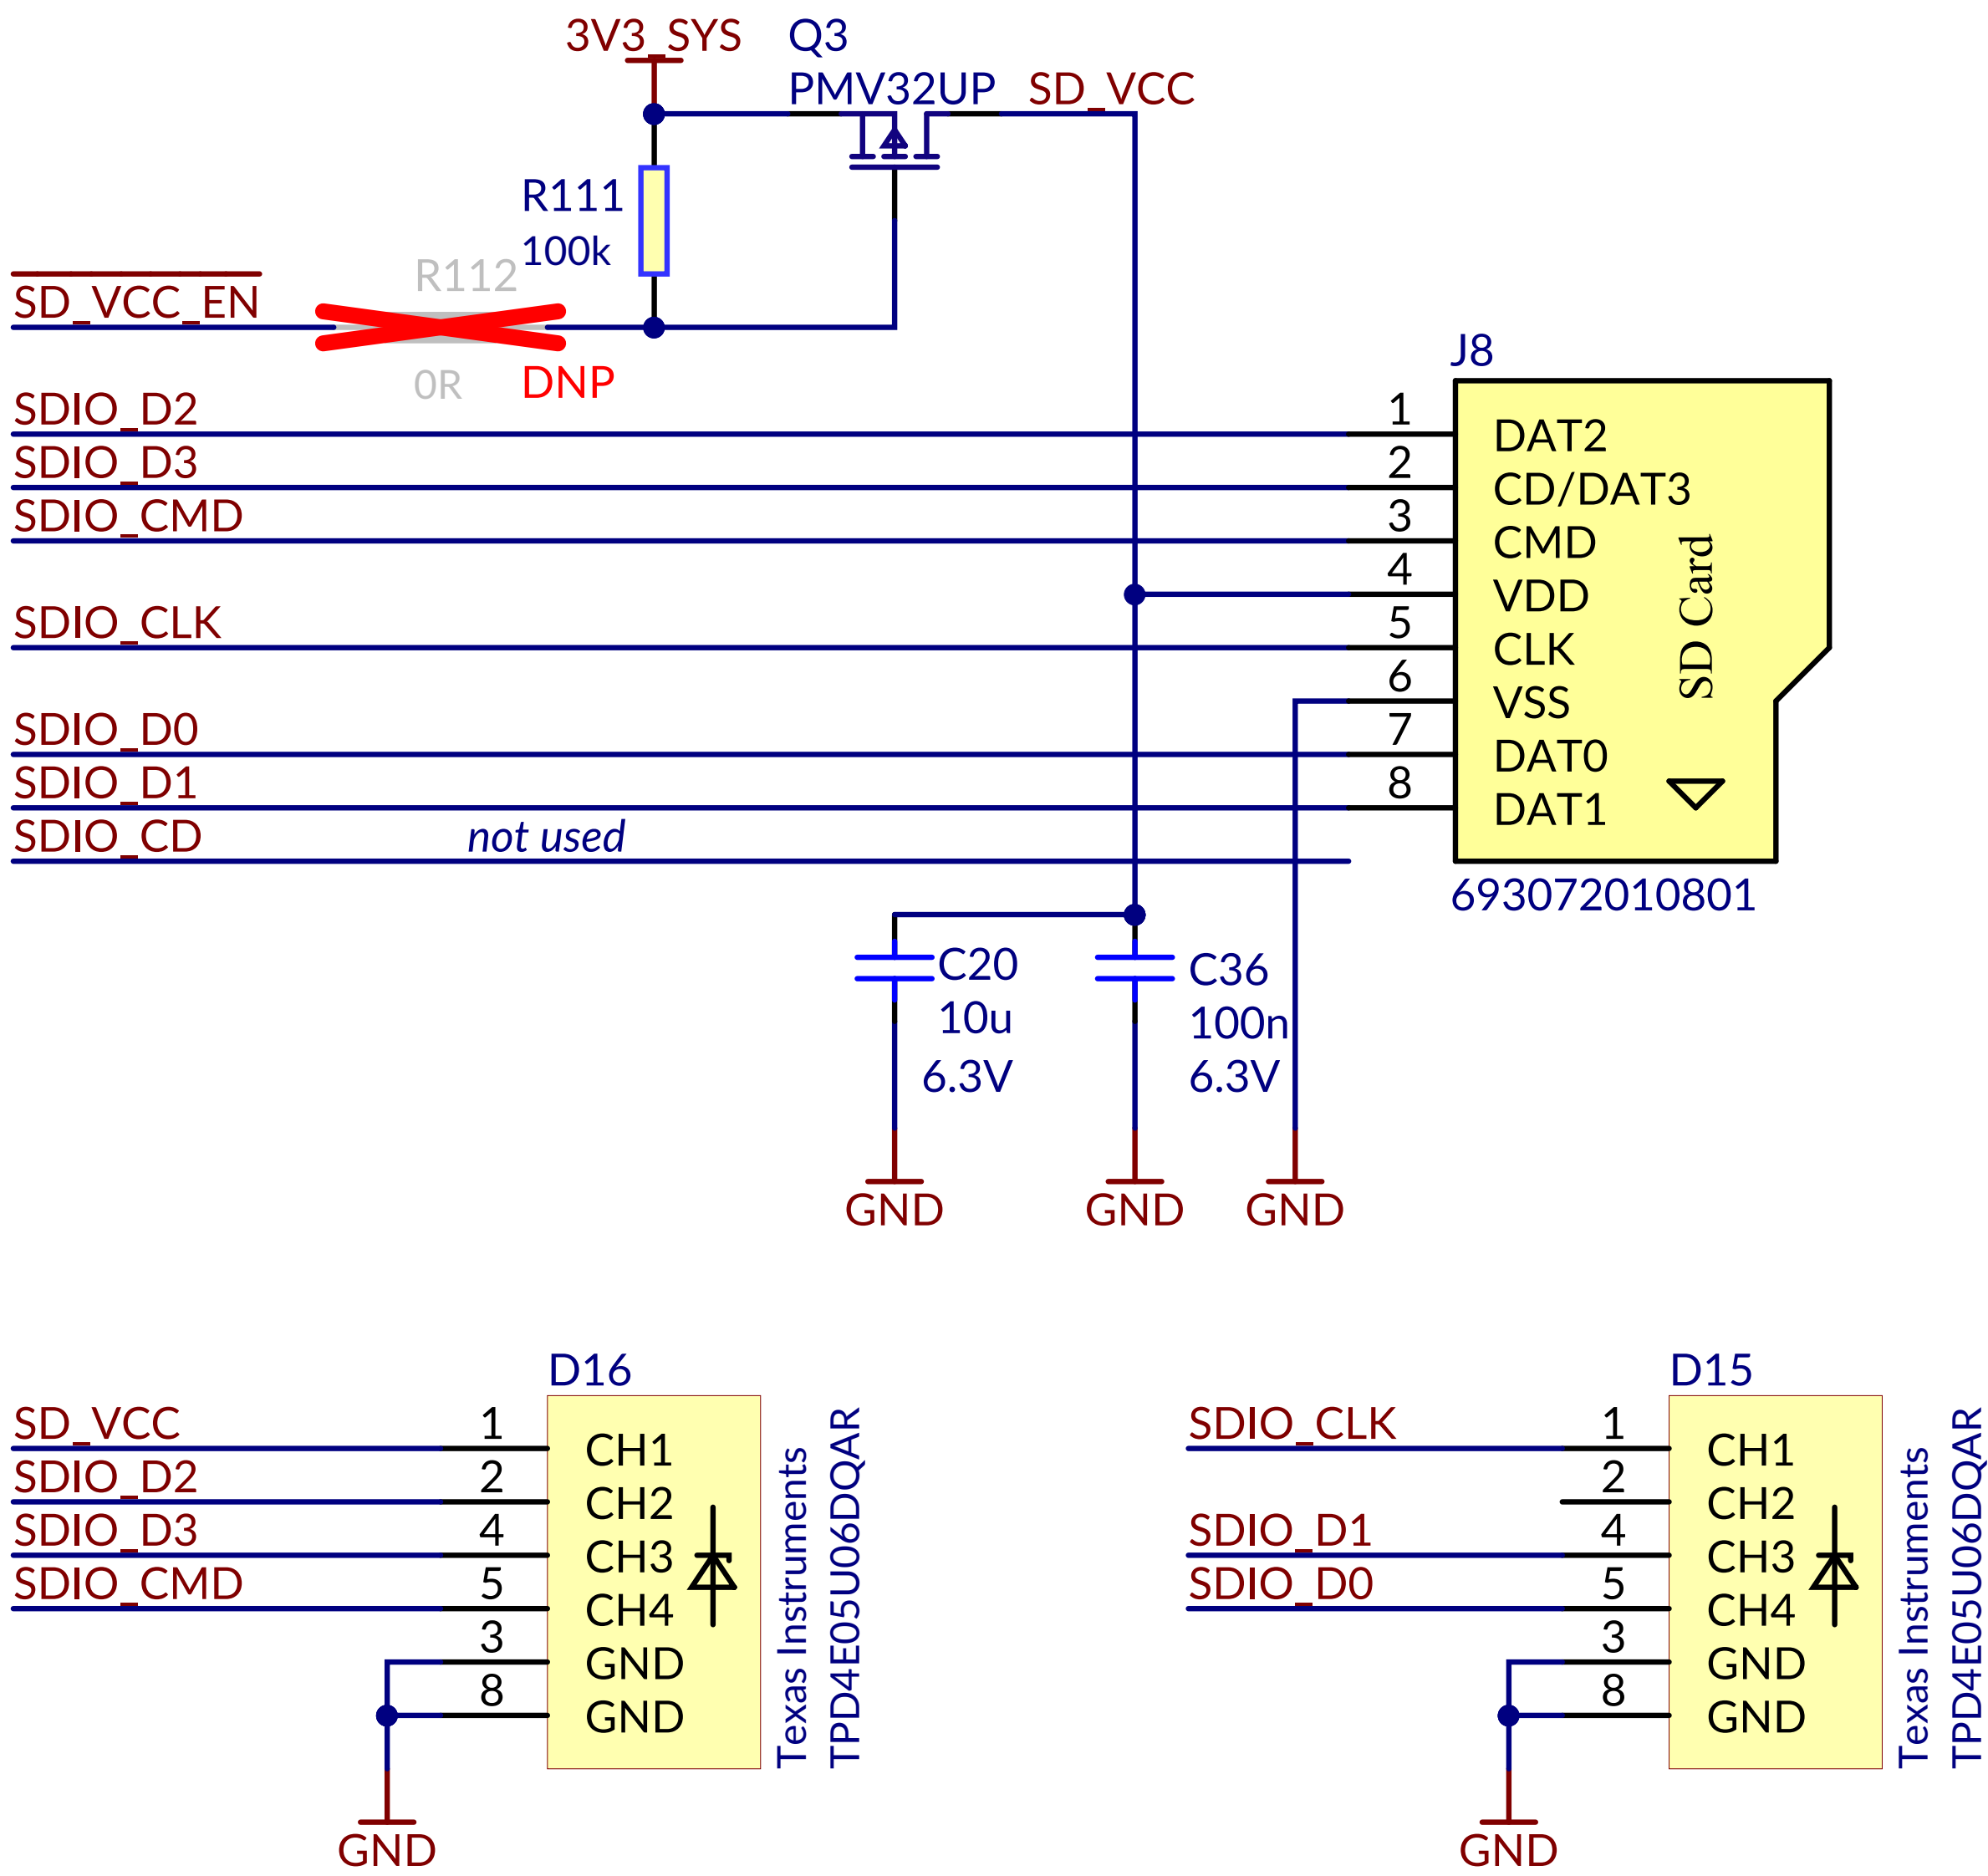 3V3_SYS
Q3
PMV32UP
SD_VCC
R111
100k
R112
SD_VCC_EN
0R
DNP
J8
SDIO_D2
1
DAT2
SDIO_D3
2
CD/DAT3
SDIO_CMD
3
CMD
4
VDD
SDIO_CLK
5
CLK
6
VSS
SDIO_D0
7
DAT0
SDIO_D1
8
DAT1
SD Card
SDIO_CD
not used
693072010801
C20
10u
6.3V
C36
100n
6.3V
GND
GND
GND
D16
SD_VCC
1
CH1
SDIO_D2
2
CH2
SDIO_D3
4
CH3
SDIO_CMD
5
CH4
3
GND
8
GND
Texas Instruments
TPD4E05U06DQAR
GND
D15
SDIO_CLK
1
CH1
2
CH2
SDIO_D1
4
CH3
SDIO_D0
5
CH4
3
GND
8
GND
Texas Instruments
TPD4E05U06DQAR
GND